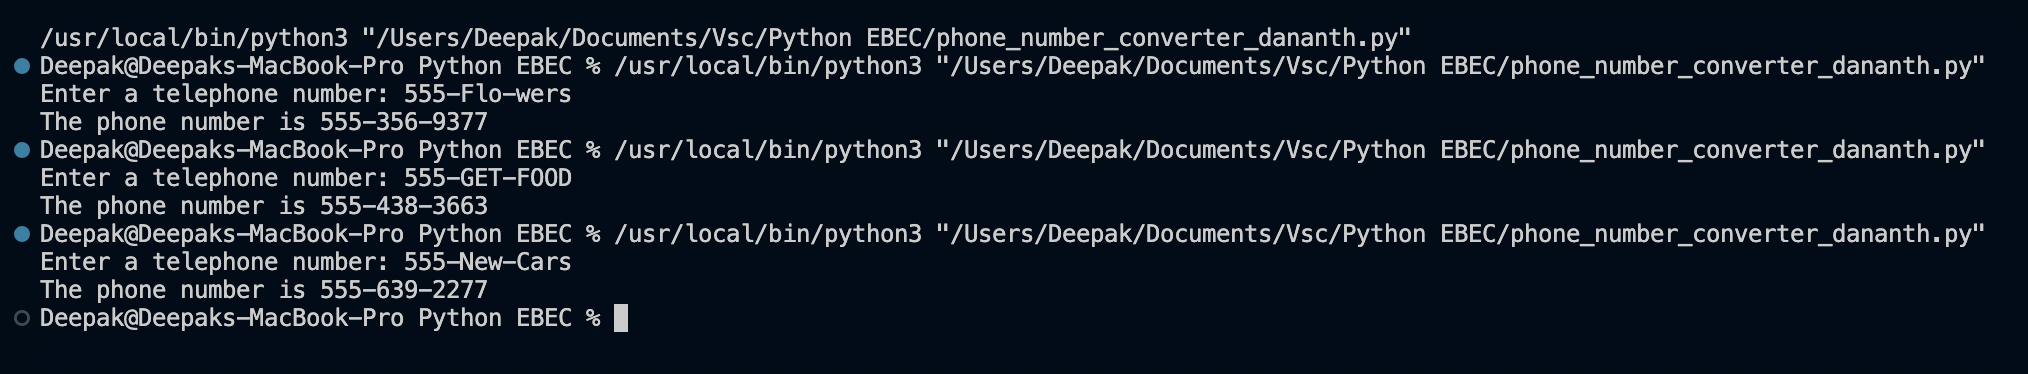 /usr/local/bin/python3 "/Users/Deepak/Documents/Vsc/Python EBEC/phone_number_converter_dananth.py"
Deepak@Deepaks-MacBook-Pro Python EBEC % /usr/local/bin/python3 "/Users/Deepak/Documents/Vsc/Python EBEC/phone_number_converter_dananth.py"
Enter a telephone number: 555-Flo-wers
The phone number is 555-356-9377
Deepak@Deepaks-MacBook-Pro Python EBEC % /usr/local/bin/python3 "/Users/Deepak/Documents/Vsc/Python EBEC/phone_number_converter_dananth.py"
Enter a telephone number: 555-GET-FOOD
The phone number is 555-438-3663
Deepak@Deepaks-MacBook-Pro Python EBEC % /usr/local/bin/python3 "/Users/Deepak/Documents/Vsc/Python EBEC/phone_number_converter_dananth.py"
Enter a telephone number: 555-New-Cars
The phone number is 555-639-2277
Deepak@Deepaks-MacBook-Pro Python EBEC %